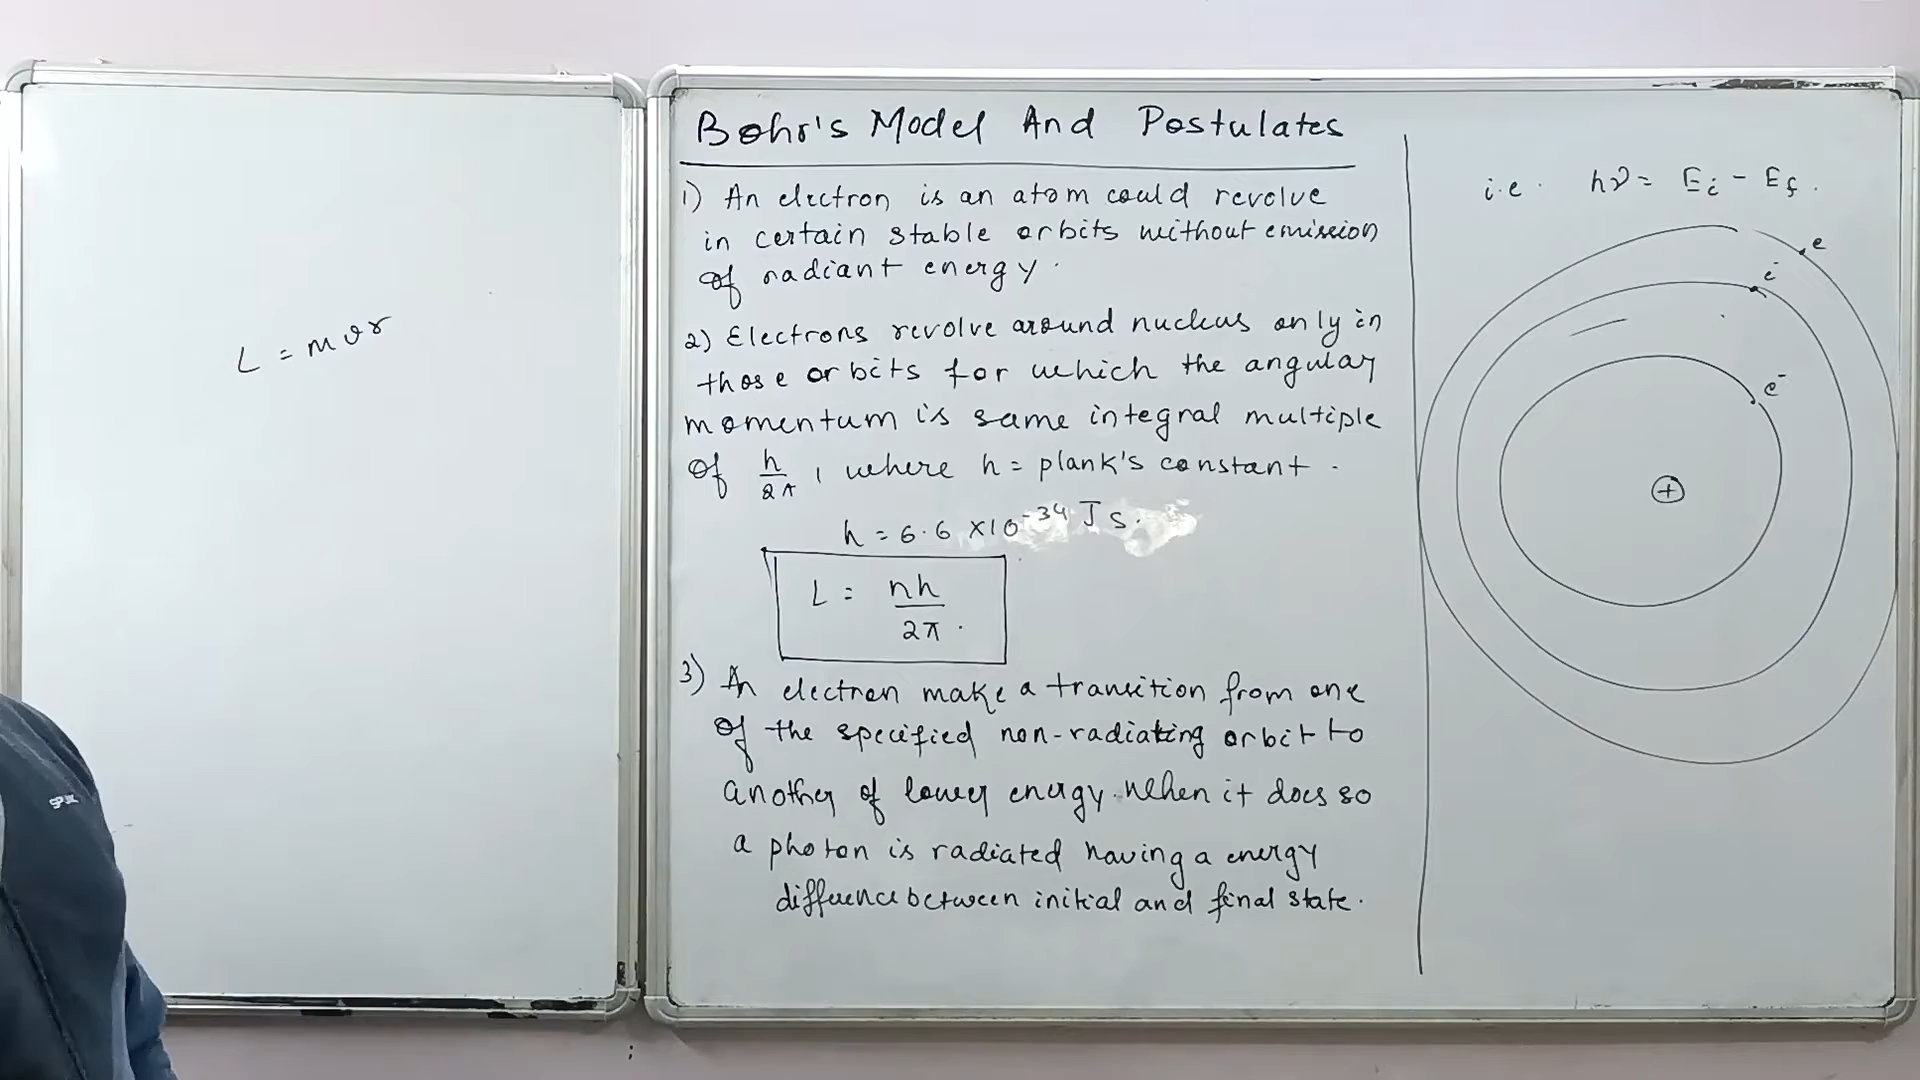 L = mvr
Bohr's Model And Postulates
1) An electron is an atom could revolve
in certain stable orbits without emission
of radiant energy.
2) Electrons revolve around nucleus only in
those orbits for which the angular
momentum is same integral multiple
of h/2π, where h = plank's constant.
h = 6.6 ×10⁻³⁴ J s.
L = nh/2π.
3) An electron make a transition from one
of the specified non-radiating orbit to
another of lower energy. When it does so
a photon is radiated having a energy
difference between initial and final state.
i.e. hν = Ei - Ef.
e
e⁻
e⁻
+